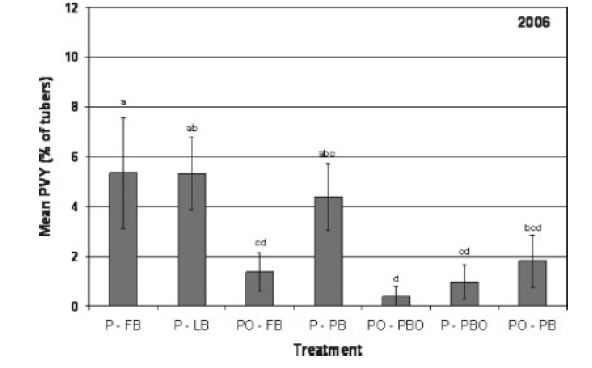 12
2006
10
8
a
ab
6
abc
4
bcd
cd
cd
2
d
0
Mean PVY (% of tubers)
P - FB P - LB PO - FB P - PB PO - PBO P - PBO PO - PB
Treatment